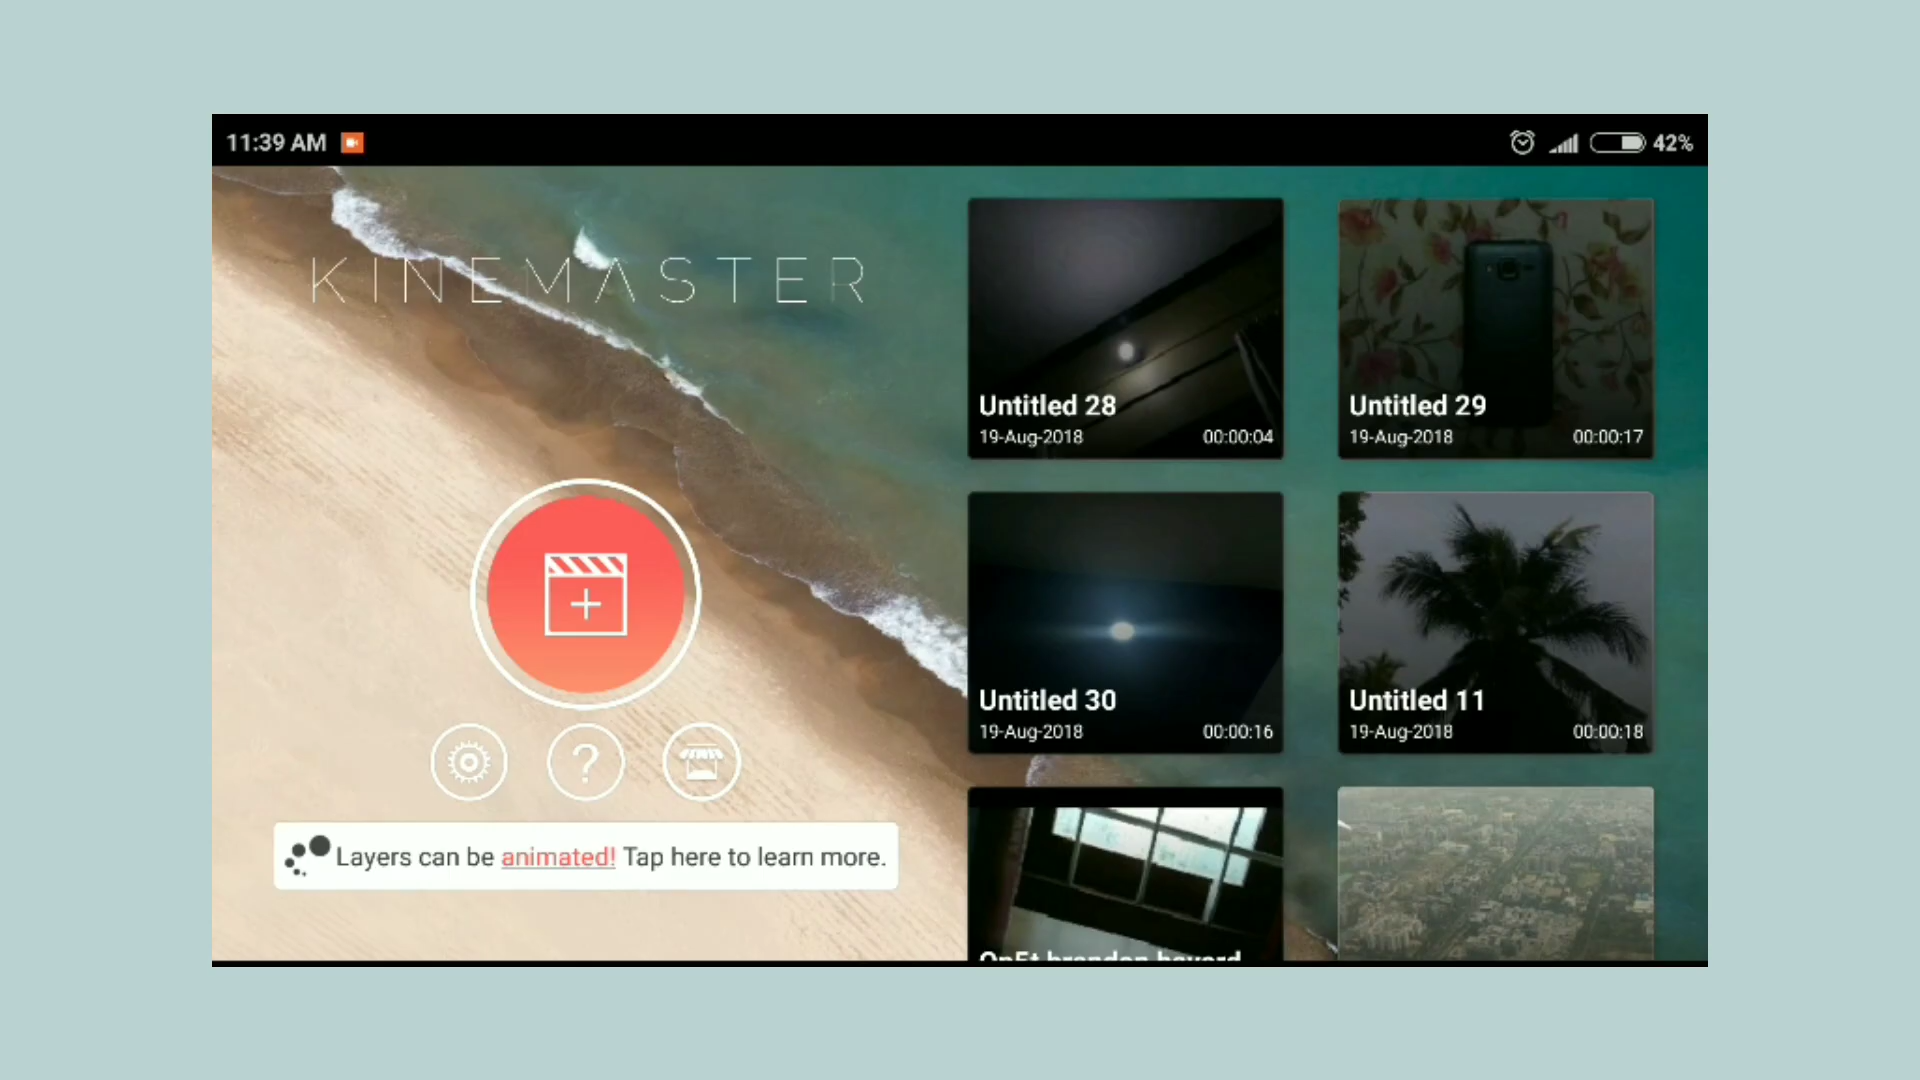 11:39 AM
42%
KINEMASTER
Untitled 28
19-Aug-2018 00:00:04
Untitled 29
19-Aug-2018 00:00:17
Untitled 30
19-Aug-2018 00:00:16
Untitled 11
19-Aug-2018 00:00:18
?
Layers can be animated! Tap here to learn more.